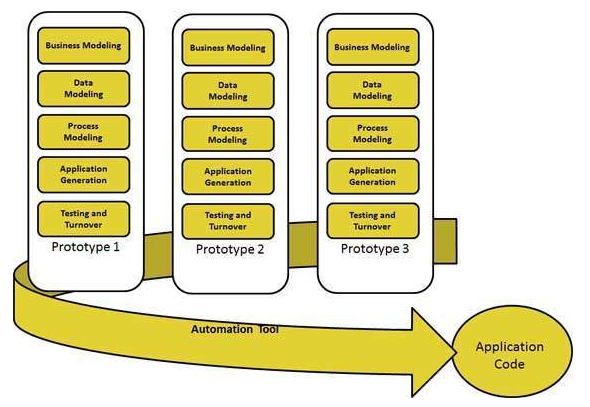 Business Modeling
Data
Modeling
Process
Modeling
Application
Generation
Testing and
Turnover
Prototype 1
Business Modeling
Data
Modeling
Process
Modeling
Application
Generation
Testing and
Turnover
Prototype 2
Business Modeling
Data
Modeling
Process
Modeling
Application
Generation
Testing and
Turnover
Prototype 3
Automation Tool
Application
Code